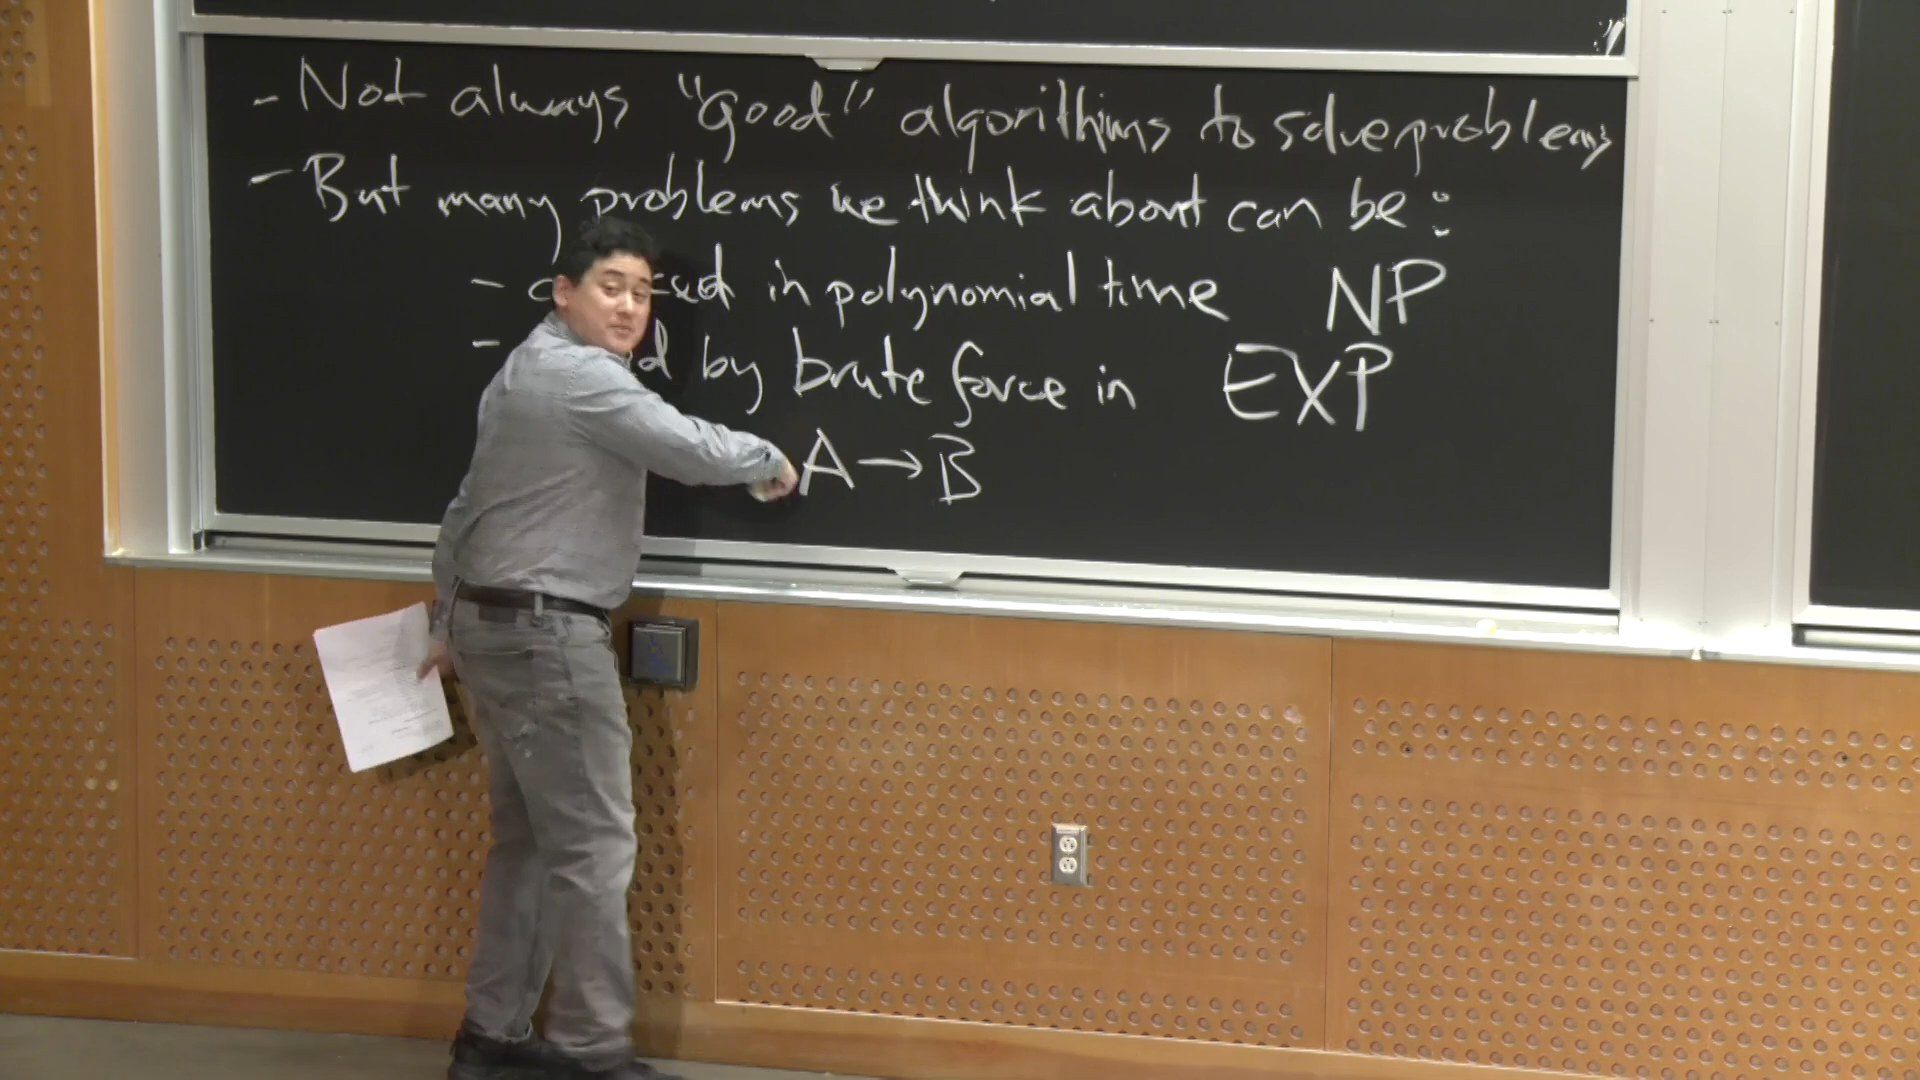 - Not always "good" algorithms to solve problems
- But many problems we think about can be:
- in polynomial time NP
- by brute force in EXP
A → B